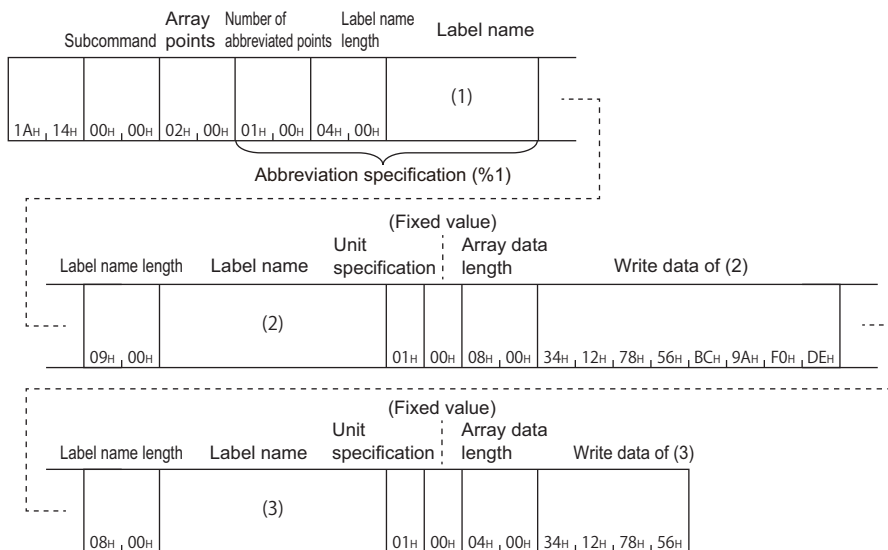 Subcommand Array points Number of abbreviated points Label name length Label name
(1)
1AH 14H 00H 00H 02H 00H 01H 00H 04H 00H
Abbreviation specification (%1)
(Fixed value)
Label name length Label name Unit specification Array data length Write data of (2)
(2)
09H 00H 01H 00H 08H 00H 34H 12H 78H 56H BCH 9AH F0H DEH
(Fixed value)
Label name length Label name Unit specification Array data length Write data of (3)
(3)
08H 00H 01H 00H 04H 00H 34H 12H 78H 56H